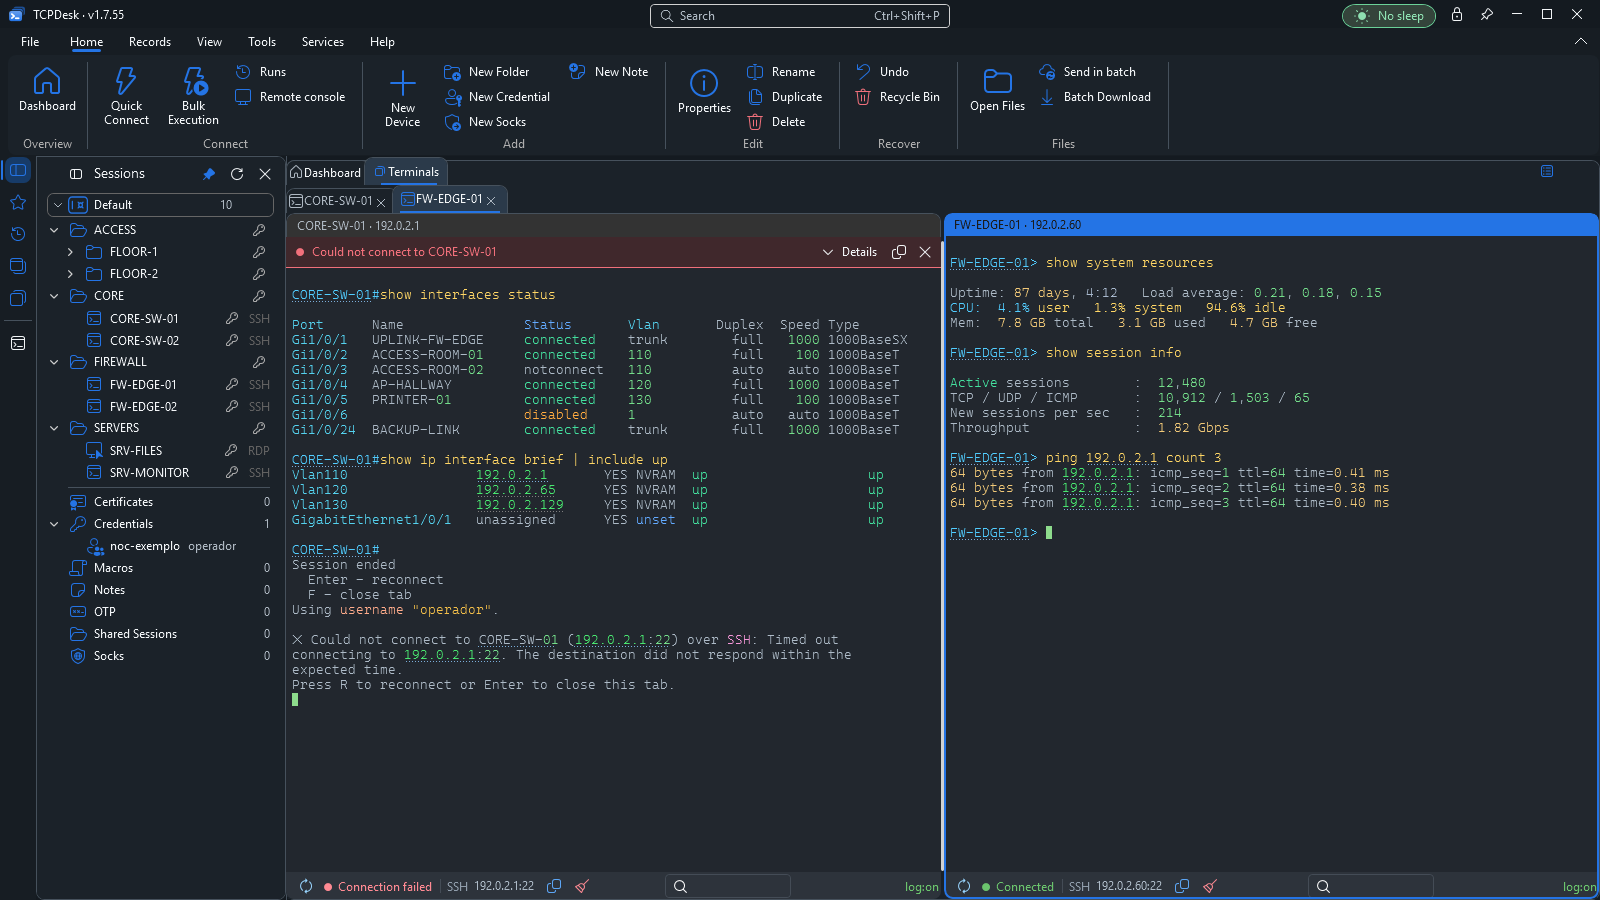 TCPDesk · v1.7.55
Search Ctrl+Shift+P
No sleep
File Home Records View Tools Services Help
Dashboard
Overview
Quick Connect
Bulk Execution
Runs
Remote console
Connect
New Device
New Folder
New Credential
New Socks
New Note
Add
Properties
Rename
Duplicate
Delete
Edit
Undo
Recycle Bin
Recover
Open Files
Send in batch
Batch Download
Files
Sessions
Default 10
ACCESS
FLOOR-1
FLOOR-2
CORE
CORE-SW-01 SSH
CORE-SW-02 SSH
FIREWALL
FW-EDGE-01 SSH
FW-EDGE-02 SSH
SERVERS
SRV-FILES RDP
SRV-MONITOR SSH
Certificates 0
Credentials 1
noc-exemplo operador
Macros 0
Notes 0
OTP 0
Shared Sessions 0
Socks 0
Dashboard Terminals
CORE-SW-01 FW-EDGE-01
CORE-SW-01 · 192.0.2.1
Could not connect to CORE-SW-01 Details
CORE-SW-01#show interfaces status
Port Name Status Vlan Duplex Speed Type
Gi1/0/1 UPLINK-FW-EDGE connected trunk full 1000 1000BaseSX
Gi1/0/2 ACCESS-ROOM-01 connected 110 full 100 1000BaseT
Gi1/0/3 ACCESS-ROOM-02 notconnect 110 auto auto 1000BaseT
Gi1/0/4 AP-HALLWAY connected 120 full 1000 1000BaseT
Gi1/0/5 PRINTER-01 connected 130 full 100 1000BaseT
Gi1/0/6 disabled 1 auto auto 1000BaseT
Gi1/0/24 BACKUP-LINK connected trunk full 1000 1000BaseT
CORE-SW-01#show ip interface brief | include up
Vlan110 192.0.2.1 YES NVRAM up up
Vlan120 192.0.2.65 YES NVRAM up up
Vlan130 192.0.2.129 YES NVRAM up up
GigabitEthernet1/0/1 unassigned YES unset up up
CORE-SW-01#
Session ended
Enter - reconnect
F - close tab
Using username "operador".
X Could not connect to CORE-SW-01 (192.0.2.1:22) over SSH: Timed out
connecting to 192.0.2.1:22. The destination did not respond within the
expected time.
Press R to reconnect or Enter to close this tab.
Connection failed SSH 192.0.2.1:22 log:on
FW-EDGE-01 · 192.0.2.60
FW-EDGE-01> show system resources
Uptime: 87 days, 4:12 Load average: 0.21, 0.18, 0.15
CPU: 4.1% user 1.3% system 94.6% idle
Mem: 7.8 GB total 3.1 GB used 4.7 GB free
FW-EDGE-01> show session info
Active sessions : 12,480
TCP / UDP / ICMP : 10,912 / 1,503 / 65
New sessions per sec : 214
Throughput : 1.82 Gbps
FW-EDGE-01> ping 192.0.2.1 count 3
64 bytes from 192.0.2.1: icmp_seq=1 ttl=64 time=0.41 ms
64 bytes from 192.0.2.1: icmp_seq=2 ttl=64 time=0.38 ms
64 bytes from 192.0.2.1: icmp_seq=3 ttl=64 time=0.40 ms
FW-EDGE-01>
Connected SSH 192.0.2.60:22 log:on